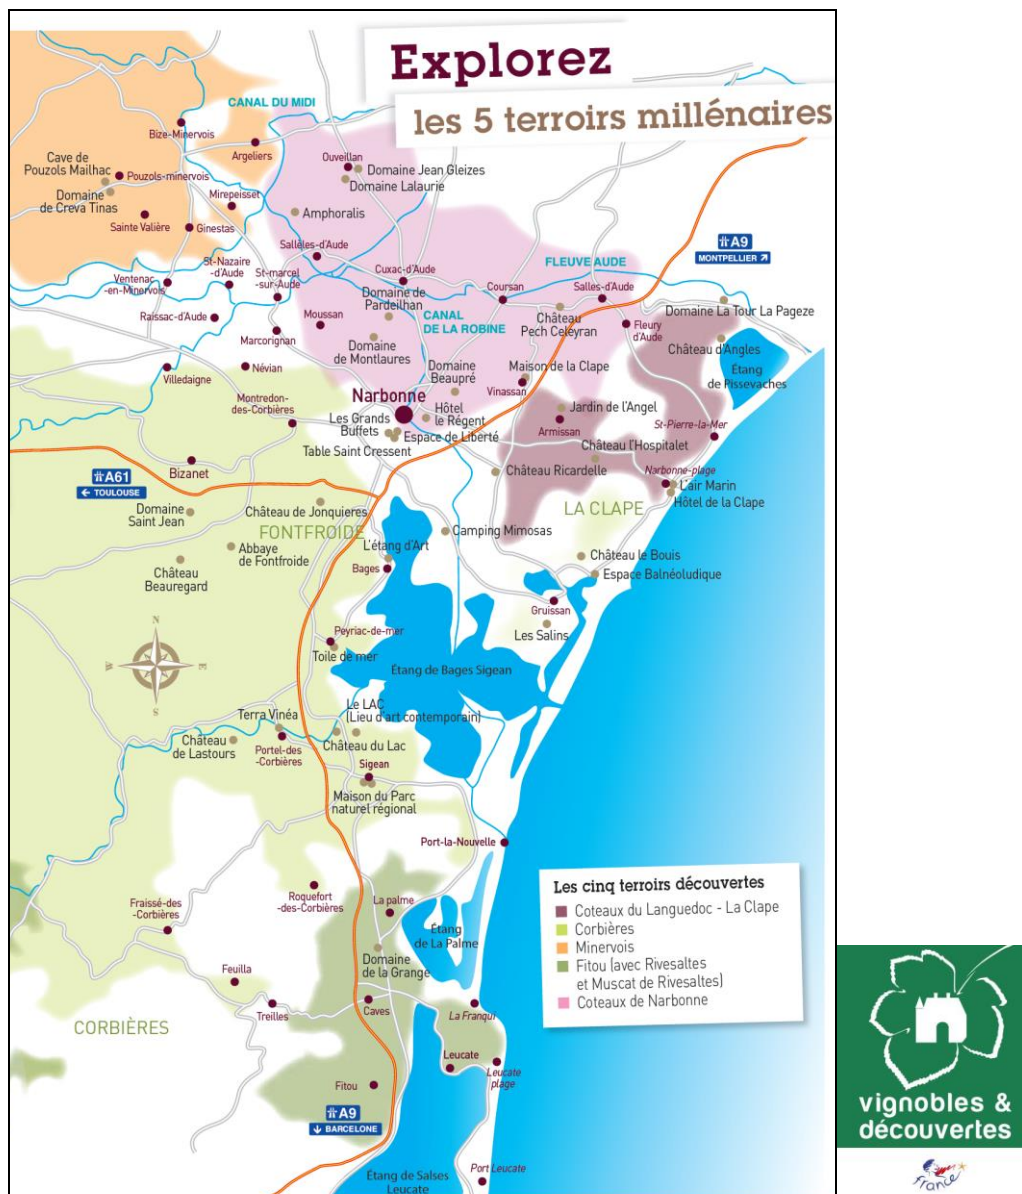 Explorez
les 5 terroirs millénaires
CANAL DU MIDI
Bize-Minervois
Argeliers
Ouveillan
Cave de
Pouzols Mailhac
Pouzols-minervois
Domaine Jean Gleizes
Domaine Lalaurie
Domaine
de Creva Tinas
Mirepeisset
Amphoralis
Sainte Valière
Ginestas
Sallèles-d'Aude
A9
MONTPELLIER
St-Nazaire
-d'Aude
St-marcel
-sur-Aude
Cuxac-d'Aude
FLEUVE AUDE
Ventenac
-en-Minervois
Domaine de
Pardeilhan
Coursan
Salles-d'Aude
Raissac-d'Aude
Moussan
CANAL
DE LA ROBINE
Château
Pech Céleyran
Domaine La Tour La Pagèze
Fleury
d'Aude
Marcorignan
Domaine
de Montlaures
Château d'Angles
Villedaigne
Névian
Domaine
Beaupré
Maison de la Clape
Vinassan
Étang
de Pissevaches
Montredon-
des-Corbières
Narbonne
Les Grands
Buffets
Hôtel
le Régent
Jardin de l'Angel
Armissan
St-Pierre-la-Mer
Espace de Liberté
Table Saint Crescent
Château l'Hospitalet
Bizanet
Château Ricardelle
Narbonne-plage
L'air Marin
Hôtel de la Clape
A61
TOULOUSE
Domaine
Saint Jean
Château de Jonquieres
FONTFROIDE
LA CLAPE
Camping Mimosas
Abbaye
de Fontfroide
L'étang d'Art
Bages
Château le Bouis
Château
Beauregard
Espace Balnéoludique
Gruissan
Les Salins
N
W
E
S
Peyriac-de-mer
Toile de mer
Étang de Bages Sigean
Le LAC
(Lieu d'art contemporain)
Terra Vinéa
Château
de Lastours
Portel-des
-Corbières
Château du Lac
Sigean
Maison du Parc
naturel régional
Port-la-Nouvelle
Fraissé-des
-Corbières
Roquefort
-des-Corbières
La palme
Étang
de La Palme
Domaine
de la Grange
Feuilla
Treilles
Caves
La Franqui
CORBIÈRES
Leucate
Leucate
plage
Fitou
A9
BARCELONE
Étang de Salses
Leucate
Port Leucate
Les cinq terroirs découvertes
Coteaux du Languedoc - La Clape
Corbières
Minervois
Fitou (avec Rivesaltes
et Muscat de Rivesaltes)
Coteaux de Narbonne
vignobles &
découvertes
france